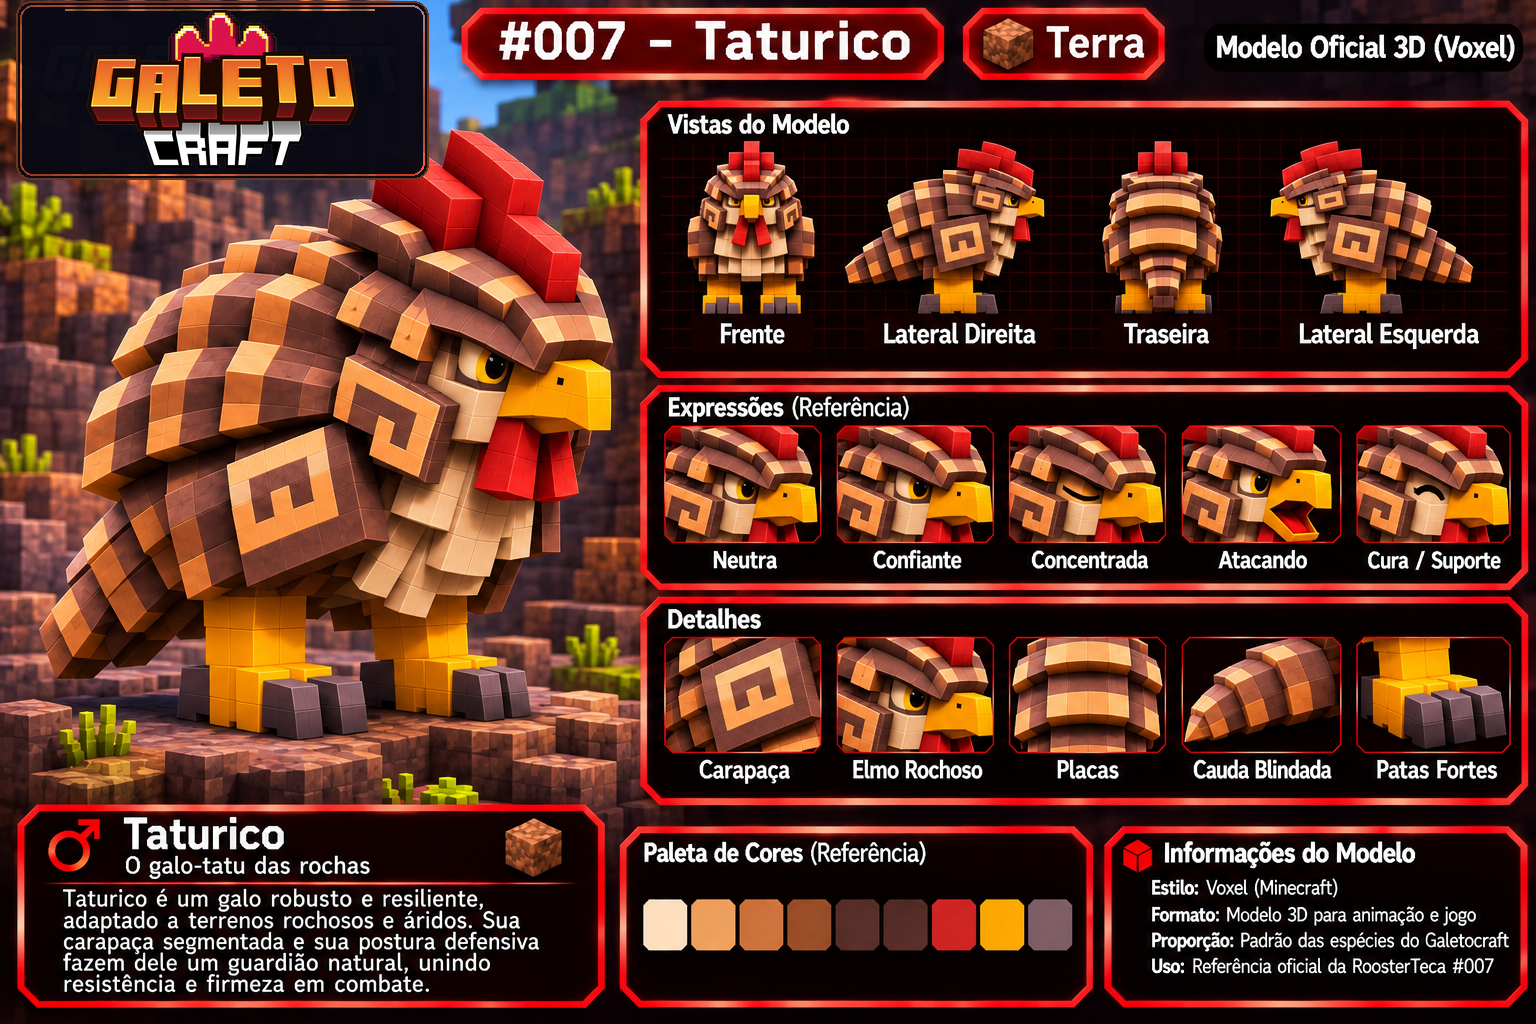 GALETO
CRAFT
#007 - Taturico
Terra
Modelo Oficial 3D (Voxel)
Vistas do Modelo
Frente
Lateral Direita
Traseira
Lateral Esquerda
Expressões (Referência)
Neutra
Confiante
Concentrada
Atacando
Cura / Suporte
Detalhes
Carapaça
Elmo Rochoso
Placas
Cauda Blindada
Patas Fortes
Taturico
O galo-tatu das rochas
Taturico é um galo robusto e resiliente,
adaptado a terrenos rochosos e áridos. Sua
carapaça segmentada e sua postura defensiva
fazem dele um guardião natural, unindo
resistência e firmeza em combate.
Paleta de Cores (Referência)
Informações do Modelo
Estilo: Voxel (Minecraft)
Formato: Modelo 3D para animação e jogo
Proporção: Padrão das espécies do Galetocraft
Uso: Referência oficial da RoosterTeca #007